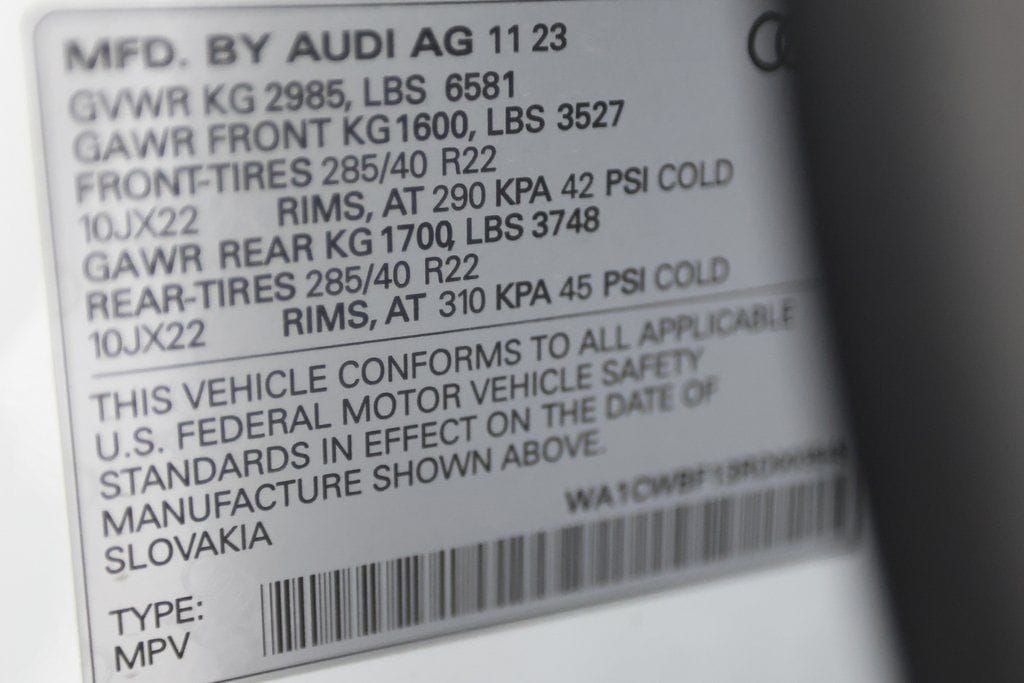 MFD. BY AUDI AG 11 23
GVWR KG 2985, LBS 6581
GAWR FRONT KG1600, LBS 3527
FRONT-TIRES 285/40 R22
10JX22 RIMS, AT 290 KPA 42 PSI COLD
GAWR REAR KG 1700, LBS 3748
REAR-TIRES 285/40 R22
10JX22 RIMS, AT 310 KPA 45 PSI COLD
THIS VEHICLE CONFORMS TO ALL APPLICABLE
U.S. FEDERAL MOTOR VEHICLE SAFETY
STANDARDS IN EFFECT ON THE DATE OF
MANUFACTURE SHOWN ABOVE.
SLOVAKIA
TYPE:
MPV